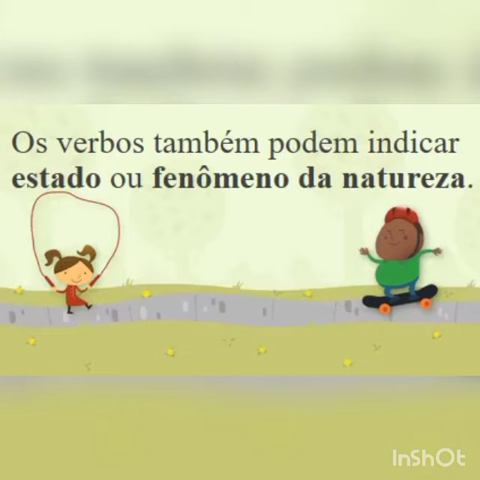 Os verbos também podem indicar
estado ou fenômeno da natureza.
InShOt